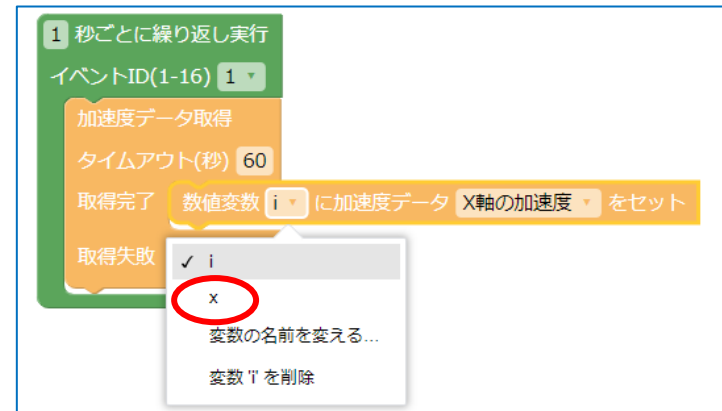 1 秒ごとに繰り返し実行
イベントID(1-16) 1
加速度データ取得
タイムアウト(秒) 60
取得完了 数値変数 i に加速度データ X軸の加速度 をセット
取得失敗
✓ i
x
変数の名前を変える...
変数 'i' を削除